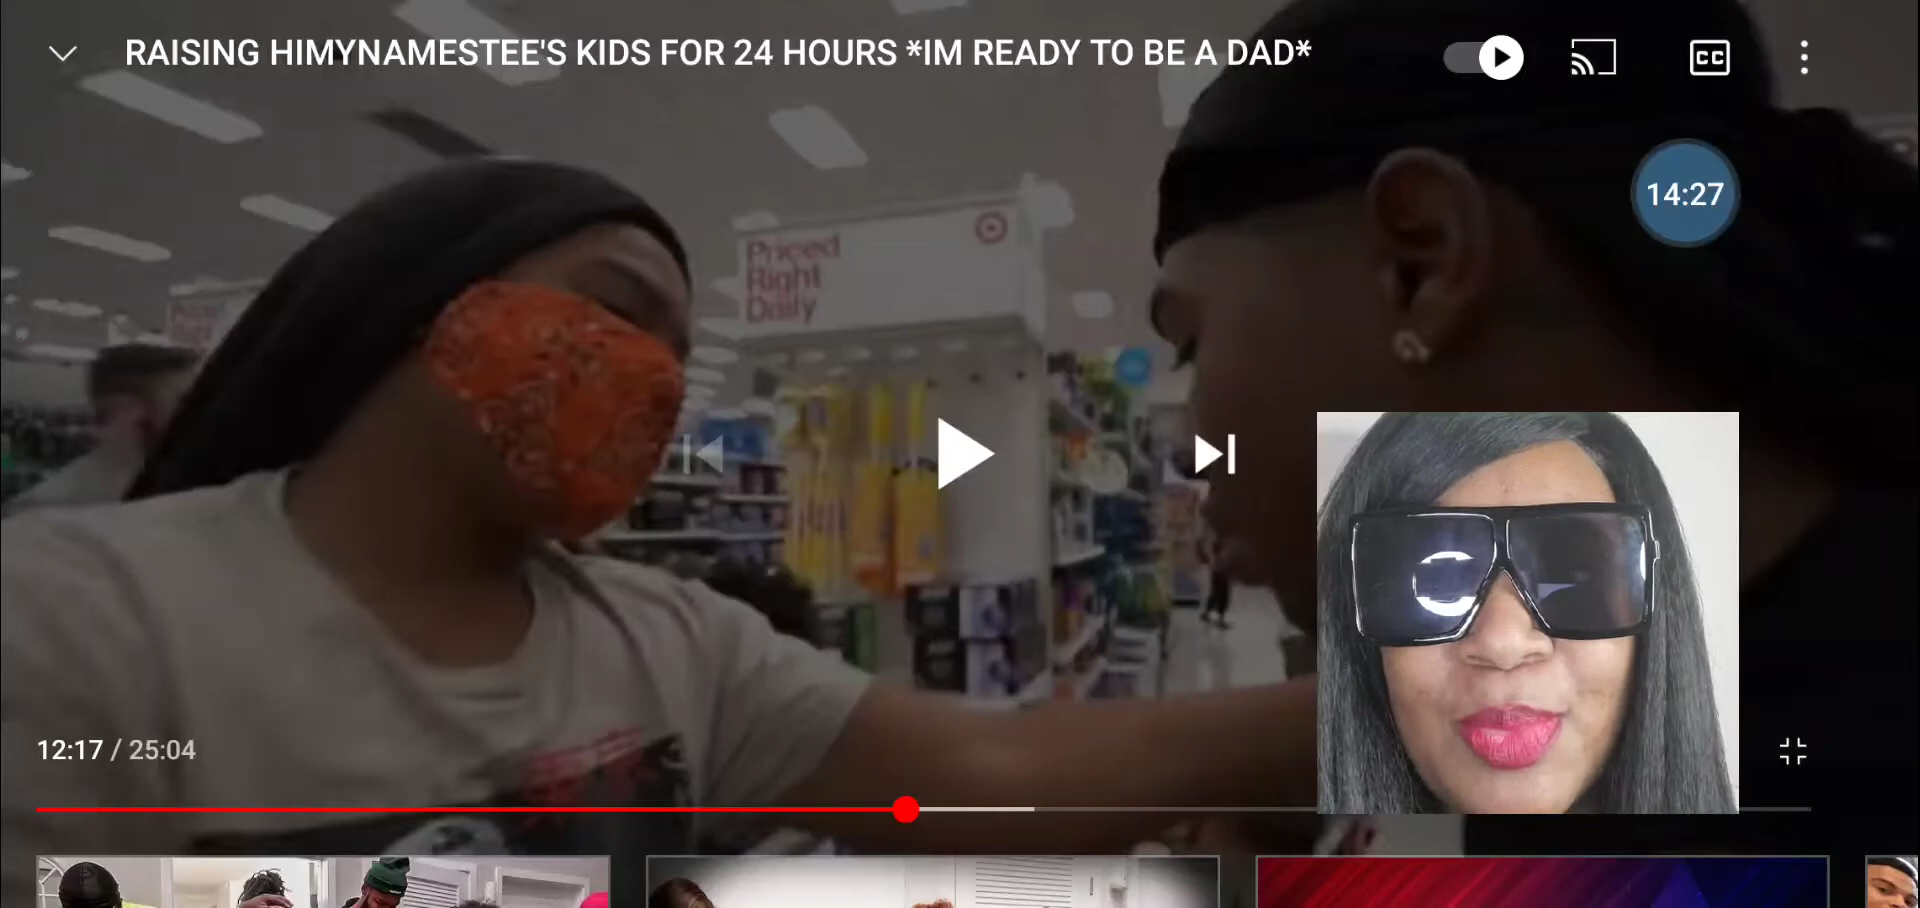 RAISING HIMYNAMESTEE'S KIDS FOR 24 HOURS *IM READY TO BE A DAD*
CC
14:27
Priced
Right
Daily
12:17 / 25:04